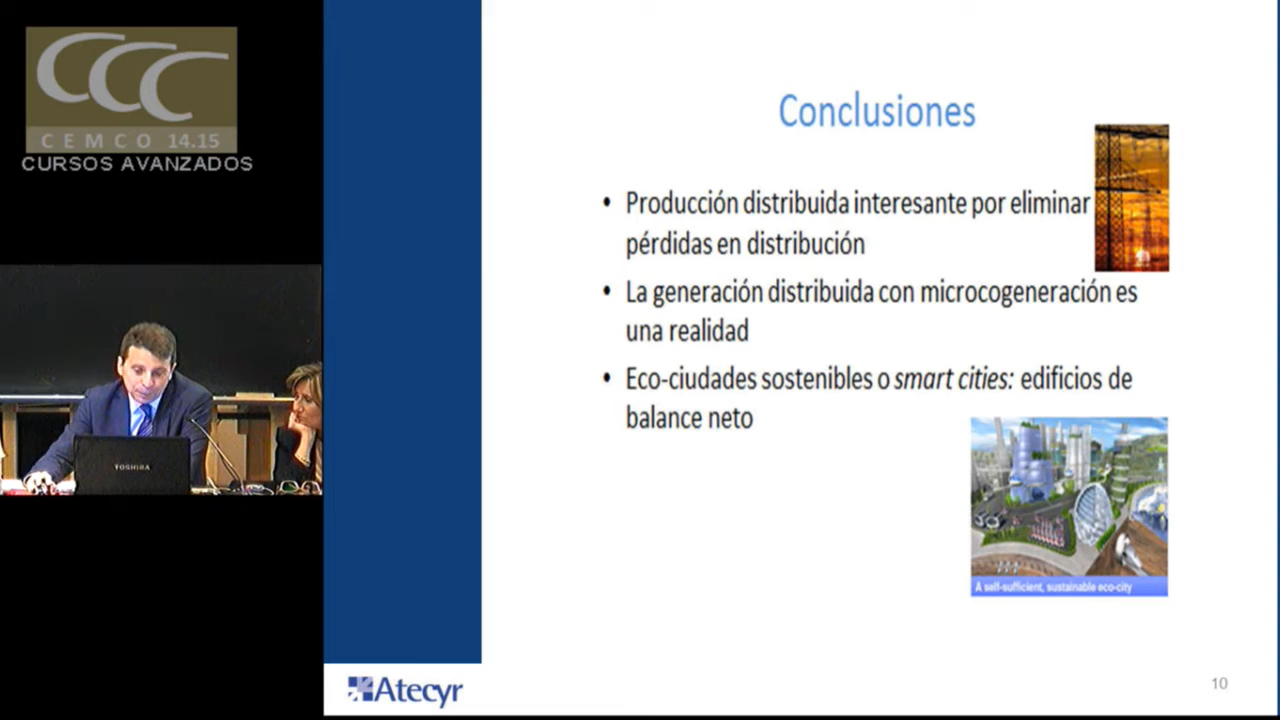 CCC
CEMCO 14.15
CURSOS AVANZADOS
TOSHIBA
Conclusiones
• Producción distribuida interesante por eliminar
pérdidas en distribución
• La generación distribuida con microcogeneración es
una realidad
• Eco-ciudades sostenibles o smart cities: edificios de
balance neto
A self-sufficient, sustainable eco-city
Atecyr
10